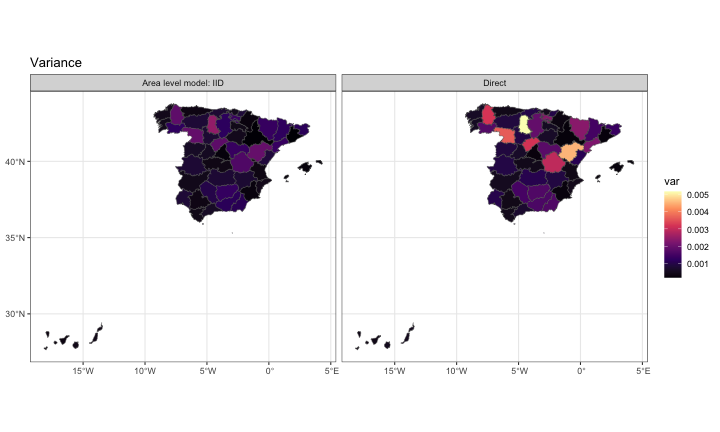 Variance
Area level model: IID
Direct
40°N
35°N
30°N
15°W 10°W 5°W 0° 5°E
15°W 10°W 5°W 0° 5°E
var
0.005
0.004
0.003
0.002
0.001